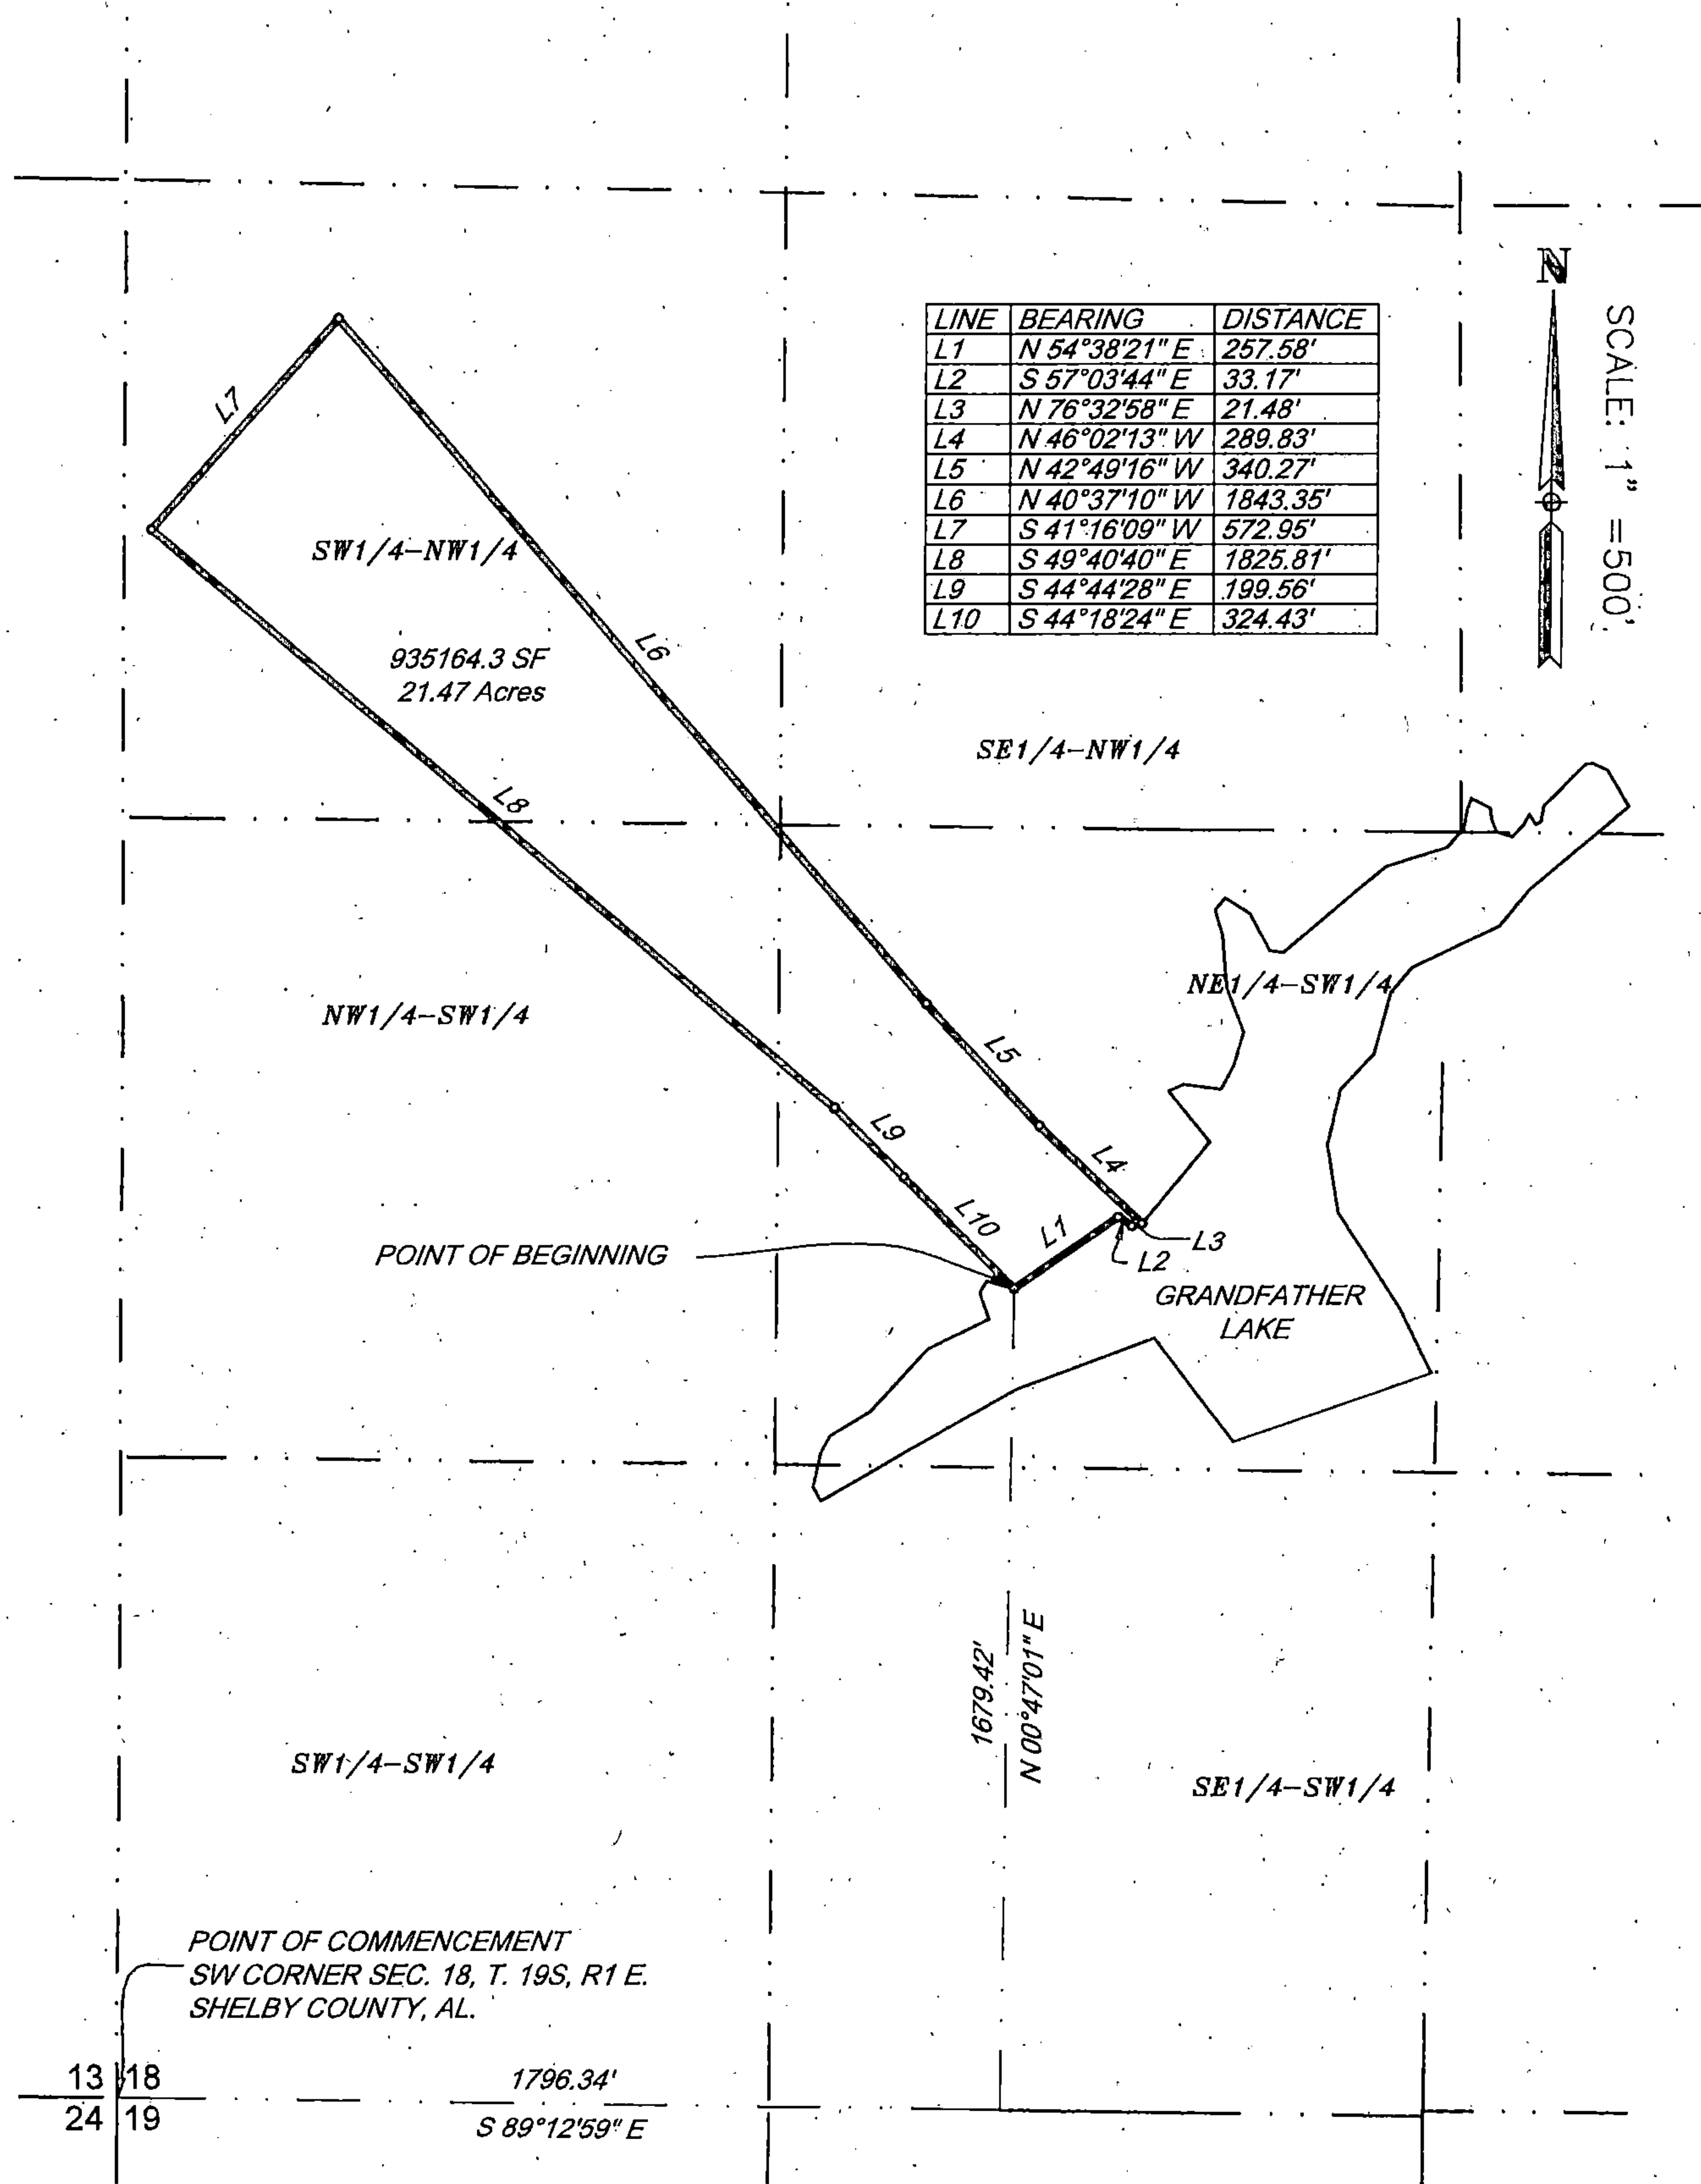 N
SCALE: 1" =500'
LINE BEARING DISTANCE
L1 N 54°38'21" E 257.58'
L2 S 57°03'44" E 33.17'
L3 N 76°32'58" E 21.48'
L4 N 46°02'13" W 289.83'
L5 N 42°49'16" W 340.27'
L6 N 40°37'10" W 1843.35'
L7 S 41°16'09" W 572.95'
L8 S 49°40'40" E 1825.81'
L9 S 44°44'28" E 199.56'
L10 S 44°18'24" E 324.43'
L7
SW1/4-NW1/4
935164.3 SF
21.47 Acres
L6
SE1/4-NW1/4
L8
NW1/4-SW1/4
NE1/4-SW1/4
L5
L9
L4
L10
L1
L3
L2
POINT OF BEGINNING
GRANDFATHER
LAKE
1679.42'
N 00°47'01" E
SW1/4-SW1/4
SE1/4-SW1/4
POINT OF COMMENCEMENT
SW CORNER SEC. 18, T. 19S, R1 E.
SHELBY COUNTY, AL.
13 18
24 19
1796.34'
S 89°12'59" E